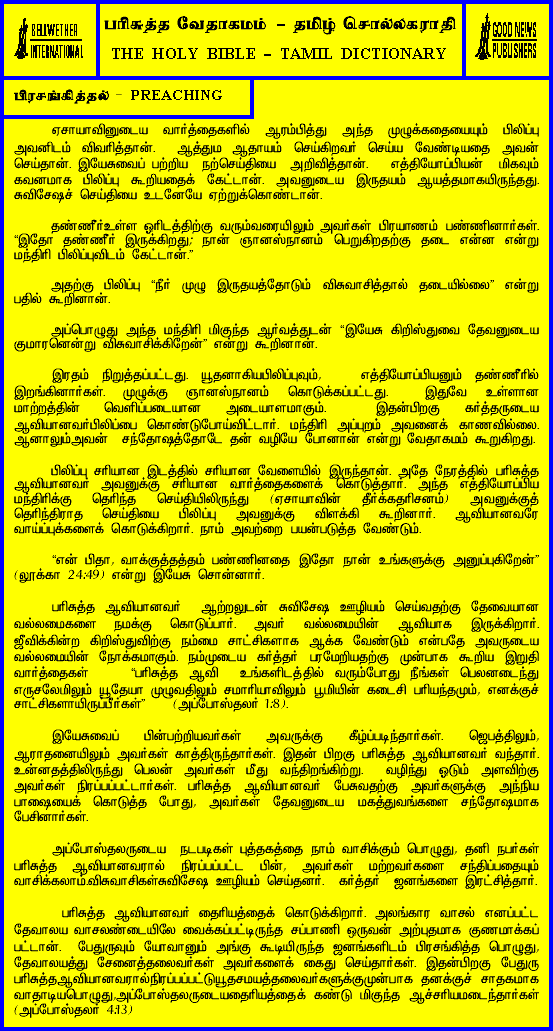 BELLWETHER
INTERNATIONAL
பரிசுத்த வேதாகமம் – தமிழ் சொல்லகராதி
THE HOLY BIBLE – TAMIL DICTIONARY
GOOD NEWS
PUBLISHERS
பிரசங்கித்தல் – PREACHING
ஏசாயாவினுடைய வார்த்தைகளில் ஆரம்பித்து அந்த முழுக்கதையையும் பிலிப்பு
அவனிடம் விவரித்தான். ஆத்தும ஆதாயம் செய்கிறவர் செய்ய வேண்டியதை அவன்
செய்தான். இயேசுவைப் பற்றிய நற்செய்தியை அறிவித்தான். எத்தியோப்பியன் மிகவும்
கவனமாக பிலிப்பு கூறியதைக் கேட்டான். அவனுடைய இருதயம் ஆயத்தமாகயிருந்தது.
சுவிசேஷச் செய்தியை உடனேயே ஏற்றுக்கொண்டான்.
தண்ணீர்உள்ள ஓரிடத்திற்கு வரும்வரையிலும் அவர்கள் பிரயாணம் பண்ணினார்கள்.
“இதோ தண்ணீர் இருக்கிறது; நான் ஞானஸ்நானம் பெறுகிறதற்கு தடை என்ன என்று
மந்திரி பிலிப்புவிடம் கேட்டான்.”
அதற்கு பிலிப்பு “நீர் முழு இருதயத்தோடும் விசுவாசித்தால் தடையில்லை” என்று
பதில் கூறினான்.
அப்பொழுது அந்த மந்திரி மிகுந்த ஆர்வத்துடன் “இயேசு கிறிஸ்துவை தேவனுடைய
குமாரனென்று விசுவாசிக்கிறேன்” என்று கூறினான்.
இரதம் நிறுத்தப்பட்டது. யூதனாகியபிலிப்புவும், எத்தியோப்பியனும் தண்ணீரில்
இறங்கினார்கள். முழுக்கு ஞானஸ்நானம் கொடுக்கப்பட்டது. இதுவே உள்ளான
மாற்றத்தின் வெளிப்படையான அடையாளமாகும். இதன்பிறகு கர்த்தருடைய
ஆவியானவர்பிலிப்பை கொண்டுபோய்விட்டார். மந்திரி அப்புறம் அவனைக் காணவில்லை.
ஆனாலும்அவன் சந்தோஷத்தோடே தன் வழியே போனான் என்று வேதாகமம் கூறுகிறது.
பிலிப்பு சரியான இடத்தில் சரியான வேளையில் இருந்தான். அதே நேரத்தில் பரிசுத்த
ஆவியானவர் அவனுக்கு சரியான வார்த்தைகளைக் கொடுத்தார். அந்த எத்தியோப்பிய
மந்திரிக்கு தெரிந்த செய்தியிலிருந்து (ஏசாயாவின் தீர்க்கதரிசனம்) அவனுக்குத்
தெரிந்திராத செய்தியை பிலிப்பு அவனுக்கு விளக்கி கூறினார். ஆவியானவரே
வாய்ப்புக்களைக் கொடுக்கிறார். நாம் அவற்றை பயன்படுத்த வேண்டும்.
“என் பிதா, வாக்குத்தத்தம் பண்ணினதை இதோ நான் உங்களுக்கு அனுப்புகிறேன்”
(லூக்கா 24:49) என்று இயேசு சொன்னார்.
பரிசுத்த ஆவியானவர் ஆற்றலுடன் சுவிசேஷ ஊழியம் செய்வதற்கு தேவையான
வல்லமைகளை நமக்கு கொடுப்பார். அவர் வல்லமையின் ஆவியாக இருக்கிறார்.
ஜீவிக்கின்ற கிறிஸ்துவிற்கு நம்மை சாட்சிகளாக ஆக்க வேண்டும் என்பதே அவருடைய
வல்லமையின் நோக்கமாகும். நம்முடைய கர்த்தர் பரமேறியதற்கு முன்பாக கூறிய இறுதி
வார்த்தைகள் “பரிசுத்த ஆவி உங்களிடத்தில் வரும்போது நீங்கள் பெலனடைந்து
எருசலேமிலும் யூதேயா முழுவதிலும் சமாரியாவிலும் பூமியின் கடைசி பரியந்தமும், எனக்குச்
சாட்சிகளாயிருப்பீர்கள்” (அப்போஸ்தலர் 1:8).
இயேசுவைப் பின்பற்றியவர்கள் அவருக்கு கீழ்ப்படிந்தார்கள். ஜெபத்திலும்,
ஆராதனையிலும் அவர்கள் காத்திருந்தார்கள். இதன் பிறகு பரிசுத்த ஆவியானவர் வந்தார்.
உன்னதத்திலிருந்து பெலன் அவர்கள் மீது வந்திறங்கிற்று. வழிந்து ஓடும் அளவிற்கு
அவர்கள் நிரப்பப்பட்டார்கள். பரிசுத்த ஆவியானவர் பேசுவதற்கு அவர்களுக்கு அந்நிய
பாஷையைக் கொடுத்த போது, அவர்கள் தேவனுடைய மகத்துவங்களை சந்தோஷமாக
பேசினார்கள்.
அப்போஸ்தலருடைய நடபடிகள் புத்தகத்தை நாம் வாசிக்கும் பொழுது, தனி நபர்கள்
பரிசுத்த ஆவியானவரால் நிரப்பப்பட்ட பின், அவர்கள் மற்றவர்களை சந்திப்பதையும்
வாசிக்கலாம்.விசுவாசிகள்சுவிசேஷ ஊழியம் செய்தனர். கர்த்தர் ஜனங்களை இரட்சித்தார்.
பரிசுத்த ஆவியானவர் தைரியத்தைக் கொடுக்கிறார். அலங்கார வாசல் எனப்பட்ட
தேவாலய வாசலண்டையிலே வைக்கப்பட்டிருந்த சப்பாணி ஒருவன் அற்புதமாக குணமாக்கப்
பட்டான். பேதுருவும் யோவானும் அங்கு கூடியிருந்த ஜனங்களிடம் பிரசங்கித்த பொழுது,
தேவாலயத்து சேனைத்தலைவர்கள் அவர்களைக் கைது செய்தார்கள். இதன்பிறகு பேதுரு
பரிசுத்தஆவியானவரால்நிரப்பப்பட்டுயூதசமயத்தலைவர்களுக்குமுன்பாக தனக்குச் சாதகமாக
வாதாடியபொழுது,அப்போஸ்தலருடையதைரியத்தைக் கண்டு மிகுந்த ஆச்சரியமடைந்தார்கள்
(அப்போஸ்தலர் 4:13)